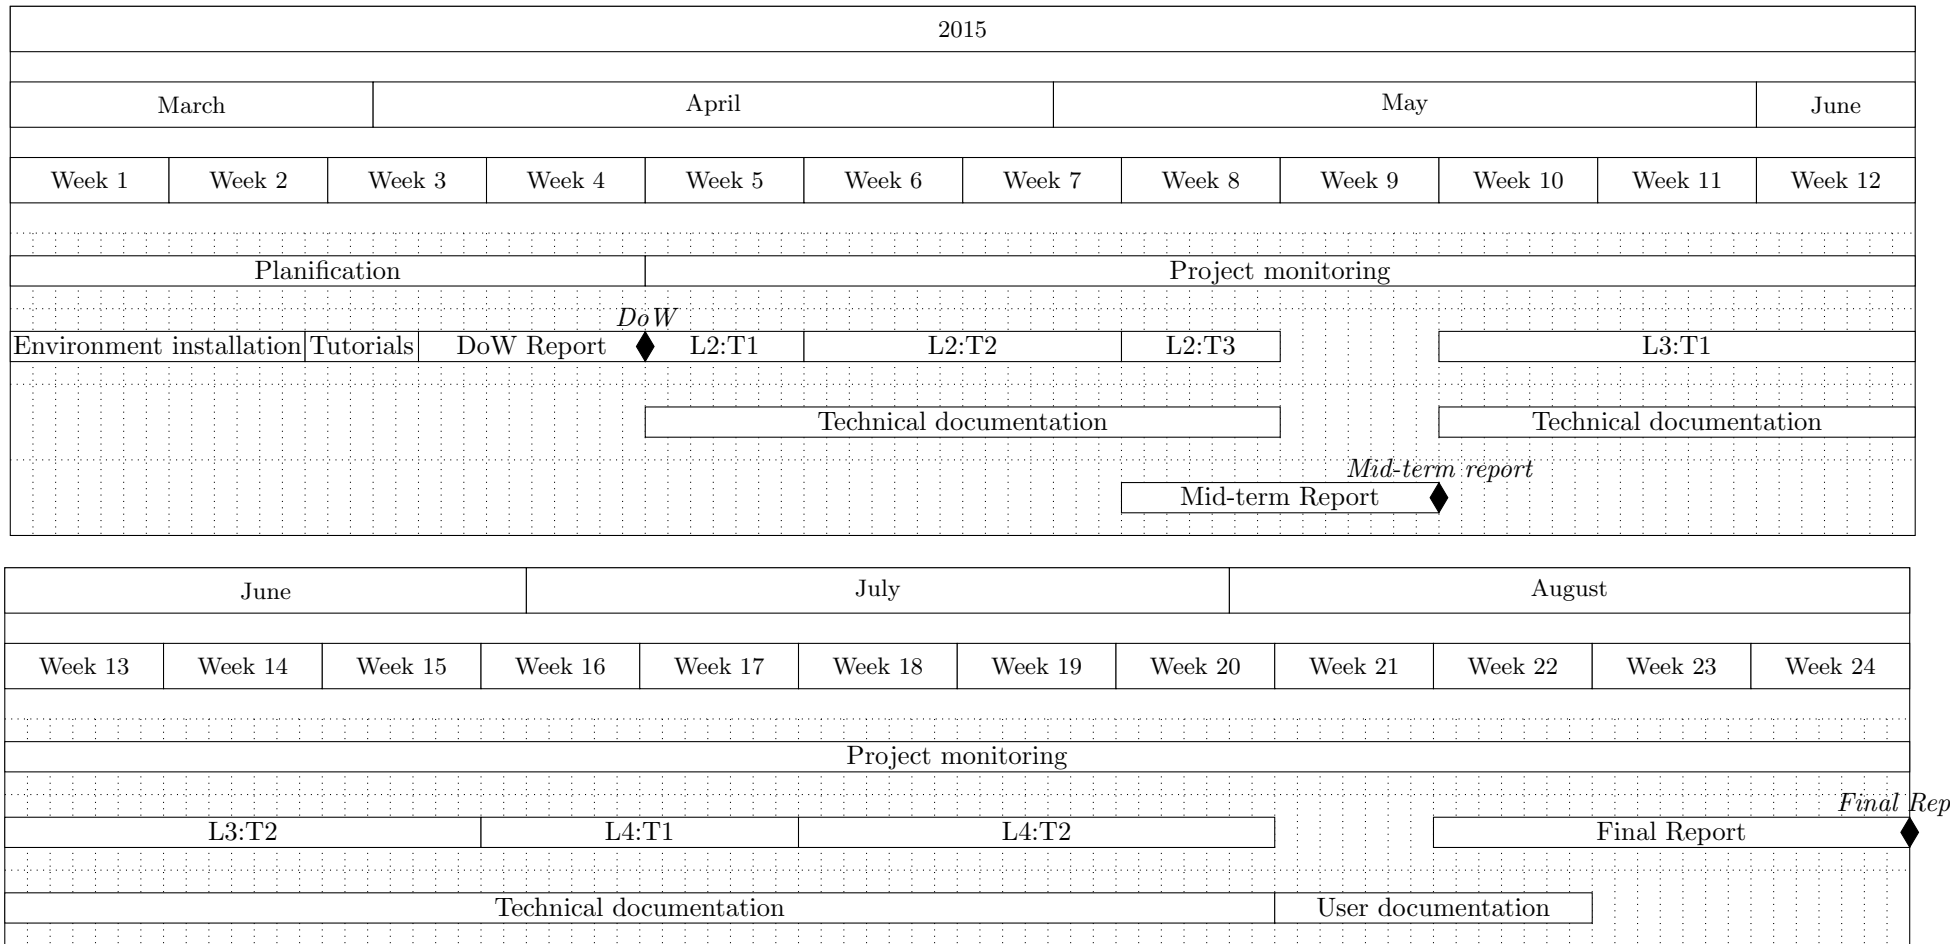 2015
March April May June
Week 1 Week 2 Week 3 Week 4 Week 5 Week 6 Week 7 Week 8 Week 9 Week 10 Week 11 Week 12
Planification Project monitoring
DoW
Environment installation Tutorials DoW Report L2:T1 L2:T2 L2:T3 L3:T1
Technical documentation Technical documentation
Mid-term report
Mid-term Report
June July August
Week 13 Week 14 Week 15 Week 16 Week 17 Week 18 Week 19 Week 20 Week 21 Week 22 Week 23 Week 24
Project monitoring
Final Rep
L3:T2 L4:T1 L4:T2 Final Report
Technical documentation User documentation